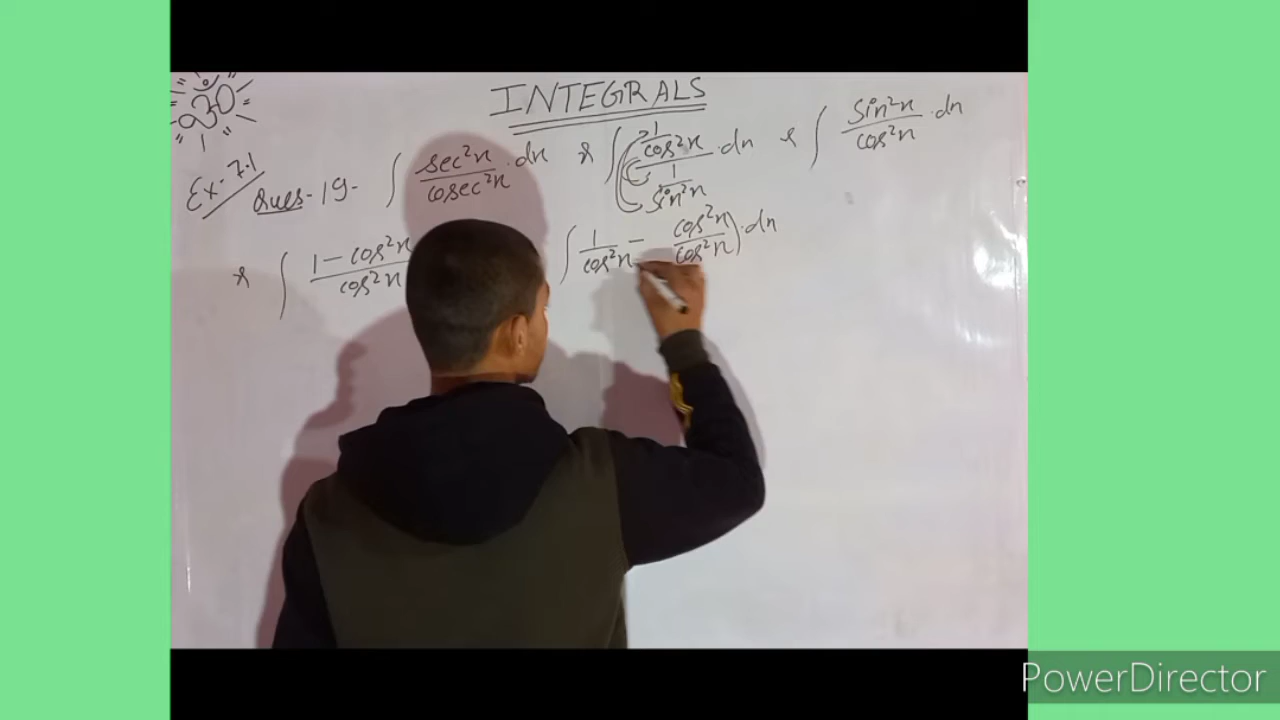 ॐ
INTEGRALS
Ex-7.1
Ques-19- ∫ sec²x/cosec²x .dx * ∫ 1/cos²x / 1/sin²x .dx * ∫ sin²x/cos²x .dx
* ∫ 1-cos²x/cos²x ∫ 1/cos²x - cos²x/cos²x) .dx
PowerDirector